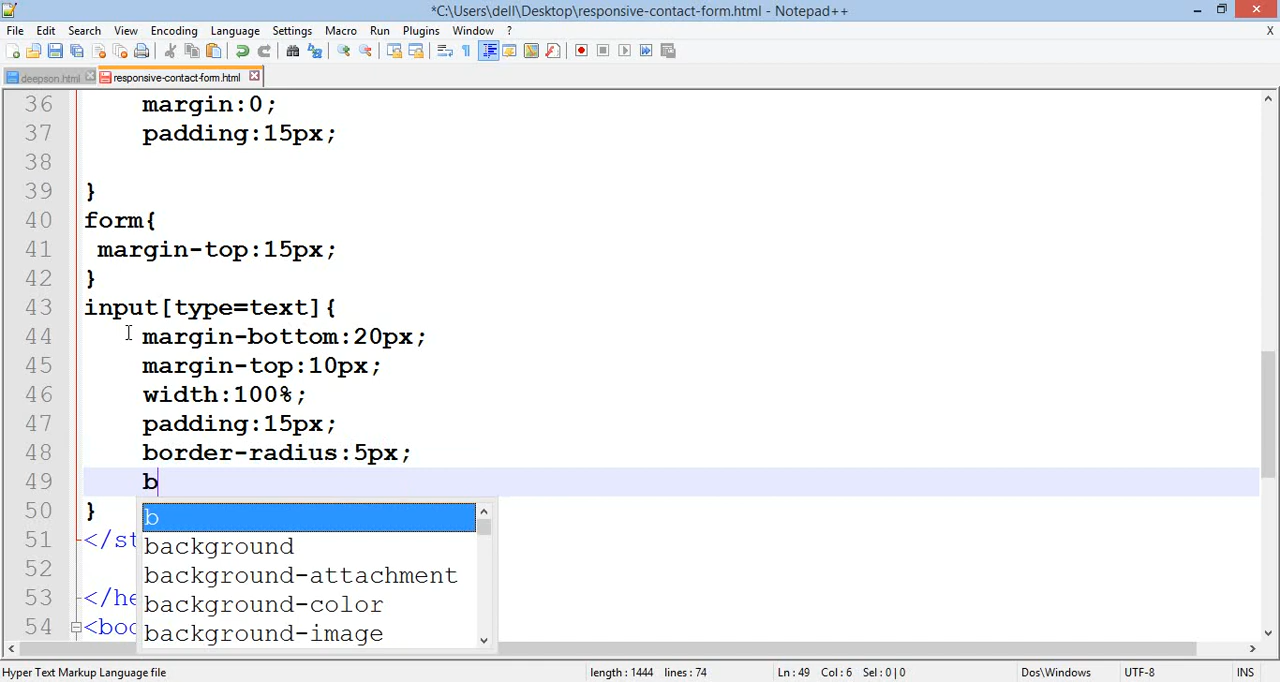 *C:\Users\dell\Desktop\responsive-contact-form.html - Notepad++
File Edit Search View Encoding Language Settings Macro Run Plugins Window ? X
deepson.html responsive-contact-form.html
36 margin:0;
37 padding:15px;
38
39 }
40 form{
41 margin-top:15px;
42 }
43 input[type=text]{
44 margin-bottom:20px;
45 margin-top:10px;
46 width:100%;
47 padding:15px;
48 border-radius:5px;
49 b
50 }
b
51 </st
background
52
background-attachment
53 </he
background-color
54 <boo
background-image
Hyper Text Markup Language file length : 1444 lines : 74 Ln : 49 Col : 6 Sel : 0 | 0 Dos\Windows UTF-8 INS